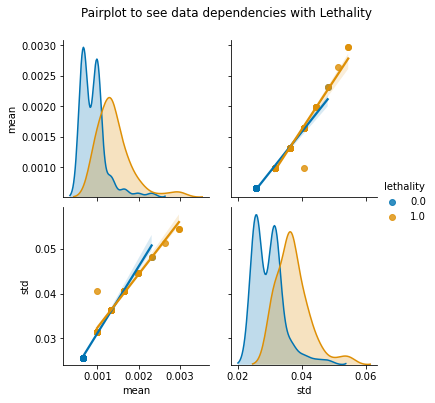 Pairplot to see data dependencies with Lethality
0.0030
0.0025
0.0020
0.0015
0.0010
mean
lethality
0.0
1.0
0.05
0.04
0.03
std
0.001 0.002 0.003
mean
0.02 0.04 0.06
std